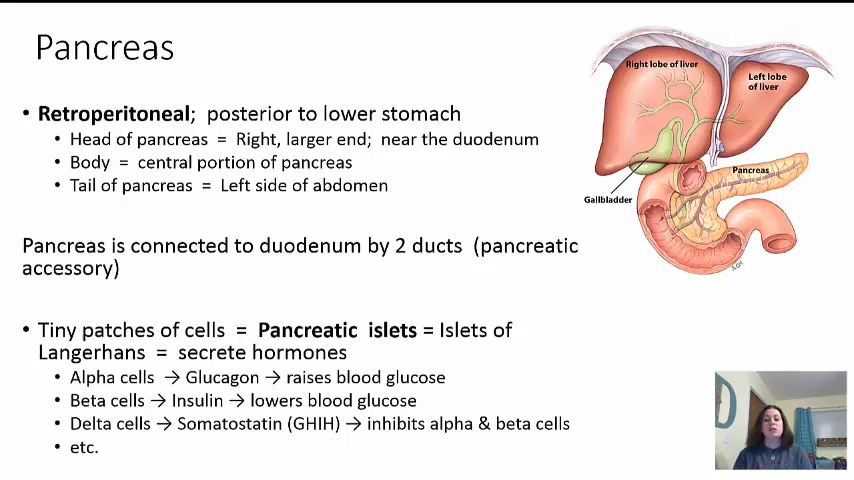 Pancreas
• Retroperitoneal; posterior to lower stomach
• Head of pancreas = Right, larger end; near the duodenum
• Body = central portion of pancreas
• Tail of pancreas = Left side of abdomen
Pancreas is connected to duodenum by 2 ducts (pancreatic
accessory)
• Tiny patches of cells = Pancreatic islets = Islets of
Langerhans = secrete hormones
• Alpha cells → Glucagon → raises blood glucose
• Beta cells → Insulin → lowers blood glucose
• Delta cells → Somatostatin (GHIH) → inhibits alpha & beta cells
• etc.
Right lobe of liver
Left lobe
of liver
Pancreas
Gallbladder
D